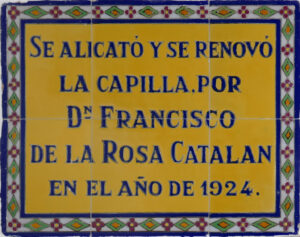 SE ALICATÓ Y SE RENOVÓ
LA CAPILLA. POR
DN FRANCISCO
DE LA ROSA CATALAN
EN EL AÑO DE 1924.